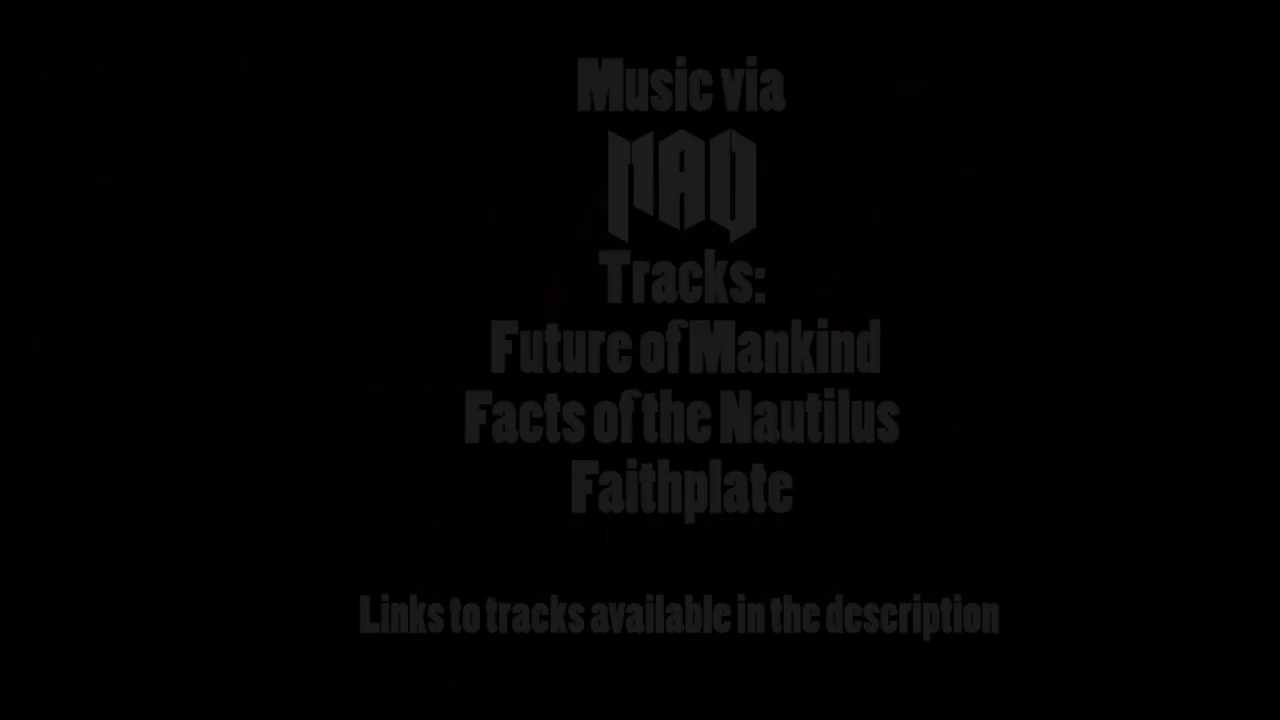 Music via
MAD
Tracks:
Future of Mankind
Facts of the Nautilus
Faithplate
Links to tracks available in the description